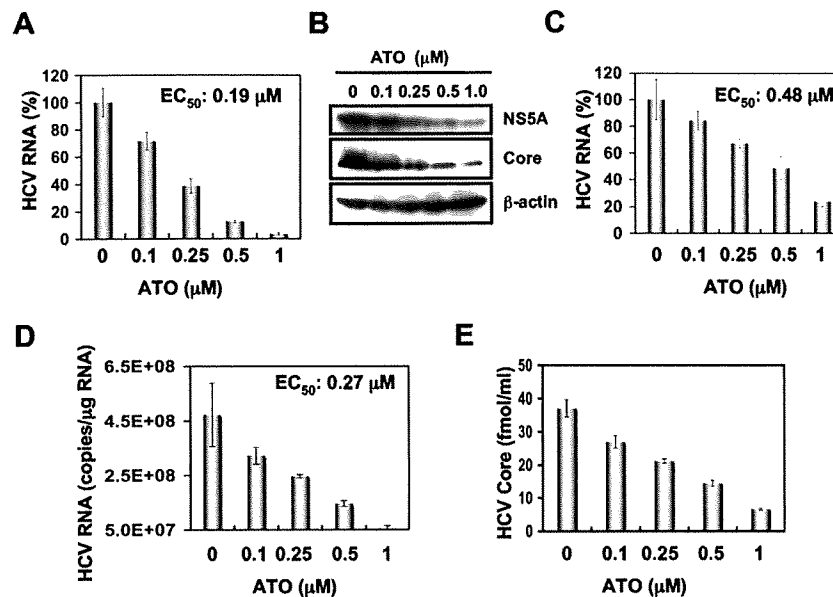 A
HCV RNA (%)
120
100
80
60
40
20
0
EC50: 0.19 μM
0 0.1 0.25 0.5 1
ATO (μM)
B
ATO (μM)
0 0.1 0.25 0.5 1.0
NS5A
Core
β-actin
C
HCV RNA (%)
120
100
80
60
40
20
0
EC50: 0.48 μM
0 0.1 0.25 0.5 1
ATO (μM)
D
HCV RNA (copies/μg RNA)
6.5E+08
4.5E+08
2.5E+08
5.0E+07
EC50: 0.27 μM
0 0.1 0.25 0.5 1
ATO (μM)
E
HCV Core (fmol/ml)
50
40
30
20
10
0
0 0.1 0.25 0.5 1
ATO (μM)